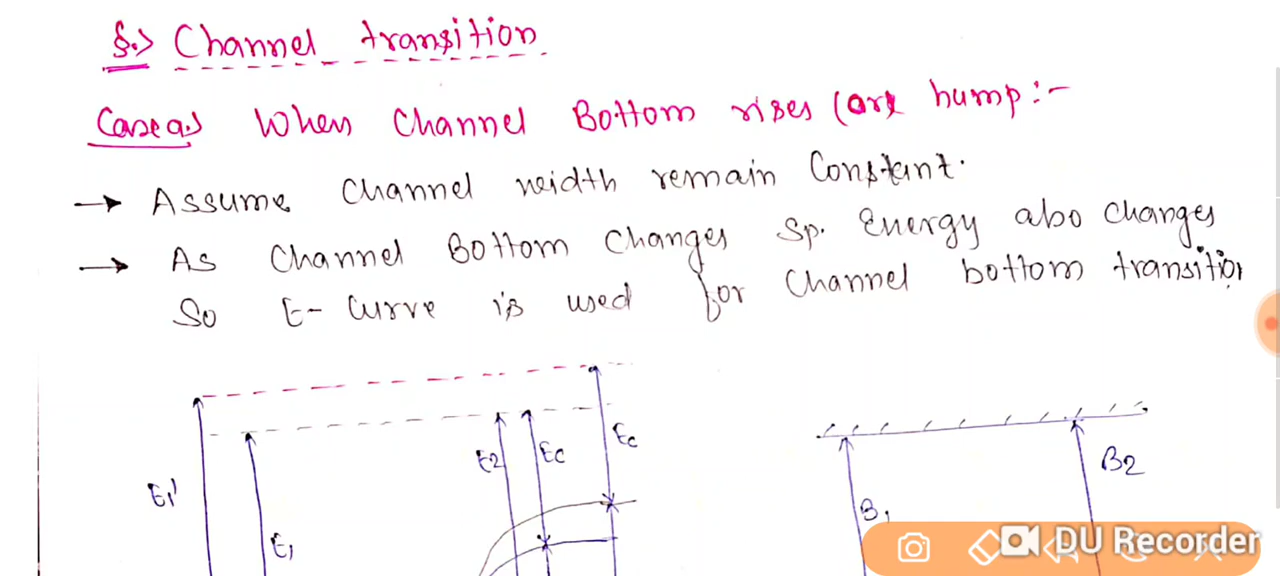 §.> Channel transition
Case a.) When Channel Bottom rises (or hump :-
→ Assume Channel width remain Constant.
→ As Channel Bottom Changes Sp. Energy also Changes
So E- Curve is used for Channel bottom transition
E1' E1 E2 Ec Ec
B1 B2
DU Recorder